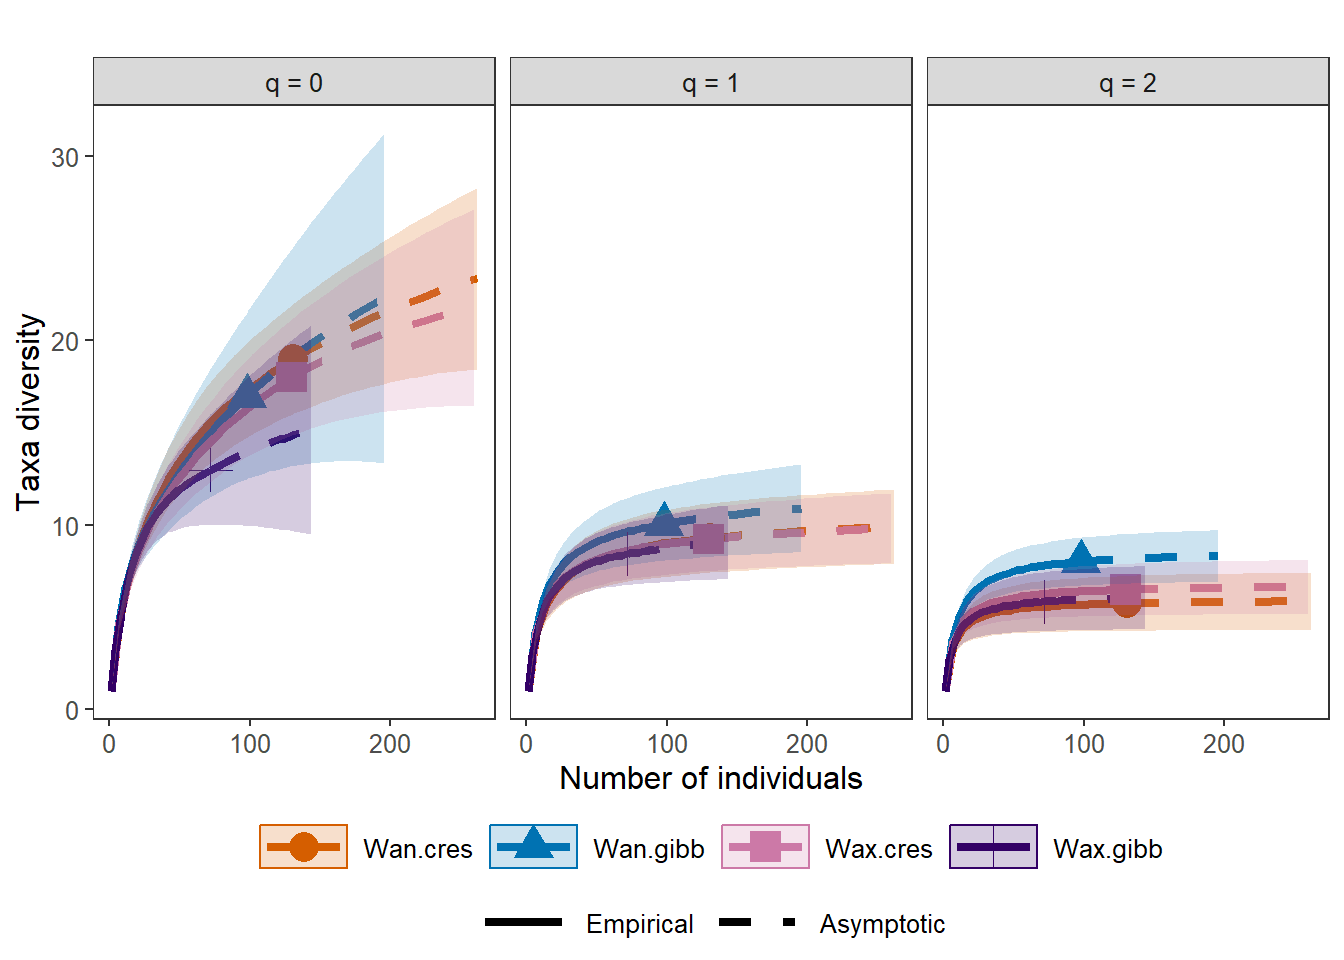 q = 0
q = 1
q = 2
Taxa diversity
30
20
10
0
0 100 200
0 100 200
0 100 200
Number of individuals
Wan.cres
Wan.gibb
Wax.cres
Wax.gibb
Empirical
Asymptotic